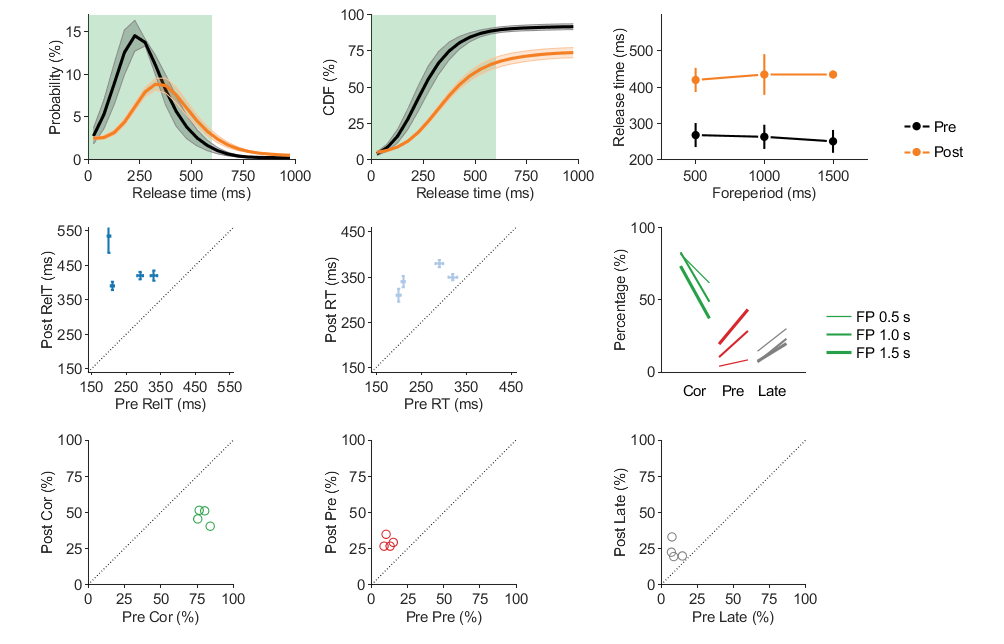 Probability (%)
15
10
5
0
0 250 500 750 1000
Release time (ms)
CDF (%)
100
75
50
25
0
0 250 500 750 1000
Release time (ms)
Release time (ms)
500
400
300
200
500 1000 1500
Foreperiod (ms)
Pre
Post
Post RelT (ms)
550
450
350
250
150
150 250 350 450 550
Pre RelT (ms)
Post RT (ms)
450
350
250
150
150 250 350 450
Pre RT (ms)
Percentage (%)
100
50
0
Cor Pre Late
FP 0.5 s
FP 1.0 s
FP 1.5 s
Post Cor (%)
100
75
50
25
0
0 25 50 75 100
Pre Cor (%)
Post Pre (%)
100
75
50
25
0
0 25 50 75 100
Pre Pre (%)
Post Late (%)
100
75
50
25
0
0 25 50 75 100
Pre Late (%)